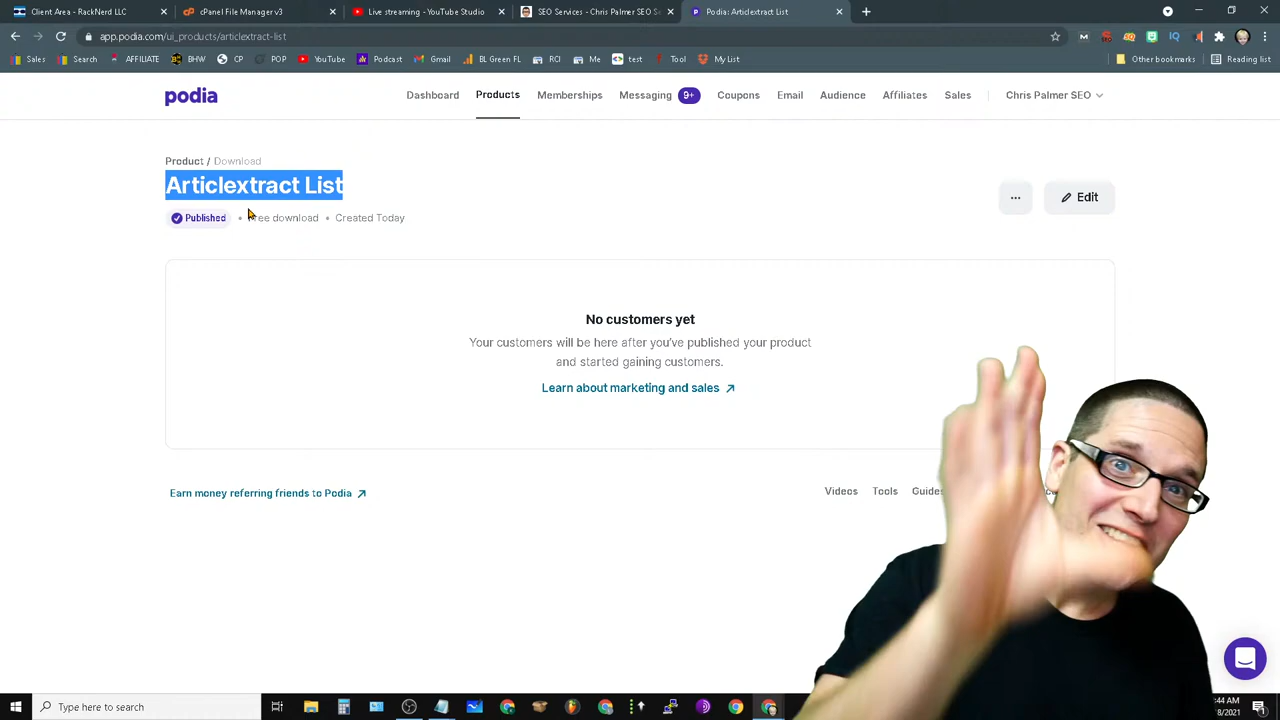 Client Area - RackNerd LLC
cPanel File Manager v3
Live streaming - YouTube Studio
SEO Services - Chris Palmer SEO Se
Podia: Articlextract List
app.podia.com/ui_products/articlextract-list
Sales
Search
AFFILIATE
BHW
CP
POP
YouTube
Podcast
Gmail
BL Green FL
RCI
Me
test
Tool
My List
Other bookmarks
Reading list
podia
Dashboard
Products
Memberships
Messaging 9+
Coupons
Email
Audience
Affiliates
Sales
Chris Palmer SEO
Product / Download
Articlextract List
Published • Free download • Created Today
Edit
No customers yet
Your customers will be here after you've published your product
and started gaining customers.
Learn about marketing and sales
Earn money referring friends to Podia
Videos
Tools
Guides
Type here to search
:44 AM
8/2021